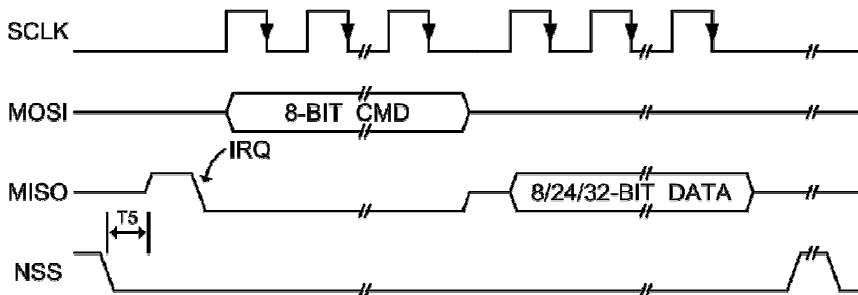 SCLK
MOSI
8-BIT CMD
IRQ
MISO
8/24/32-BIT DATA
T5
NSS